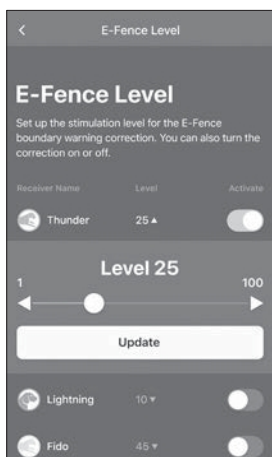 E-Fence Level
E-Fence Level
Set up the stimulation level for the E-Fence
boundary warning correction. You can also turn the
correction on or off.
Receiver Name Level Activate
Thunder 25 ▲
Level 25
1 100
Update
Lightning 10 ▼
Fido 45 ▼